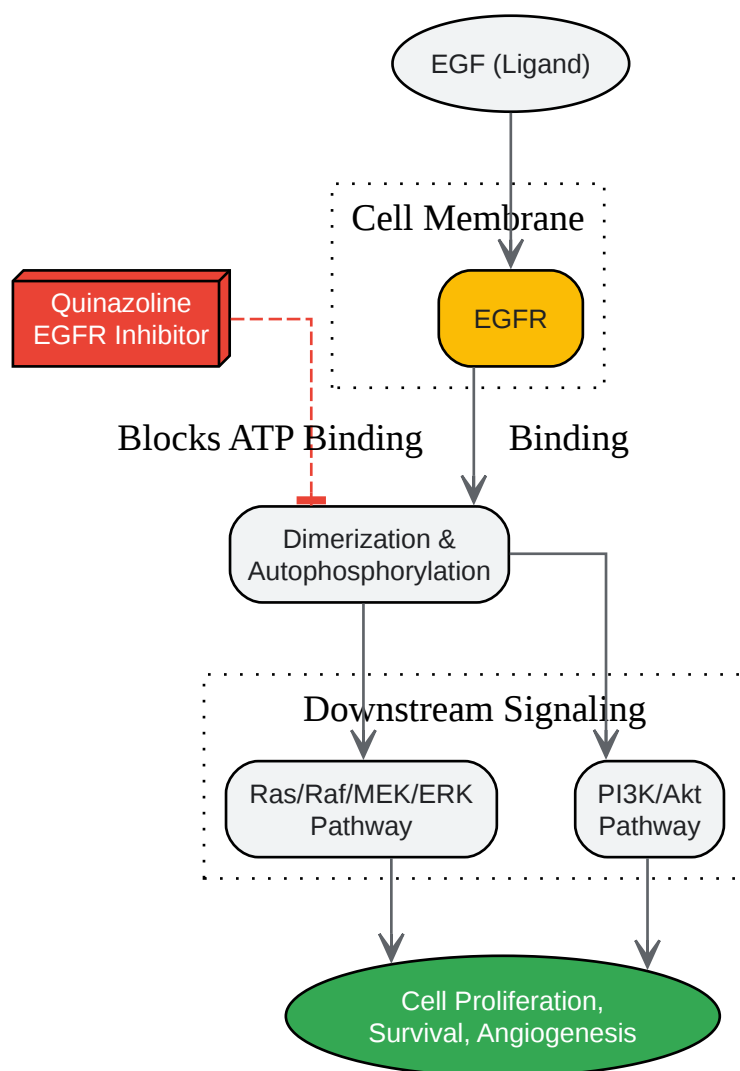 EGF (Ligand)
Cell Membrane
Quinazoline
EGFR Inhibitor
EGFR
Blocks ATP Binding
Binding
Dimerization &
Autophosphorylation
Downstream Signaling
Ras/Raf/MEK/ERK
Pathway
PI3K/Akt
Pathway
Cell Proliferation,
Survival, Angiogenesis